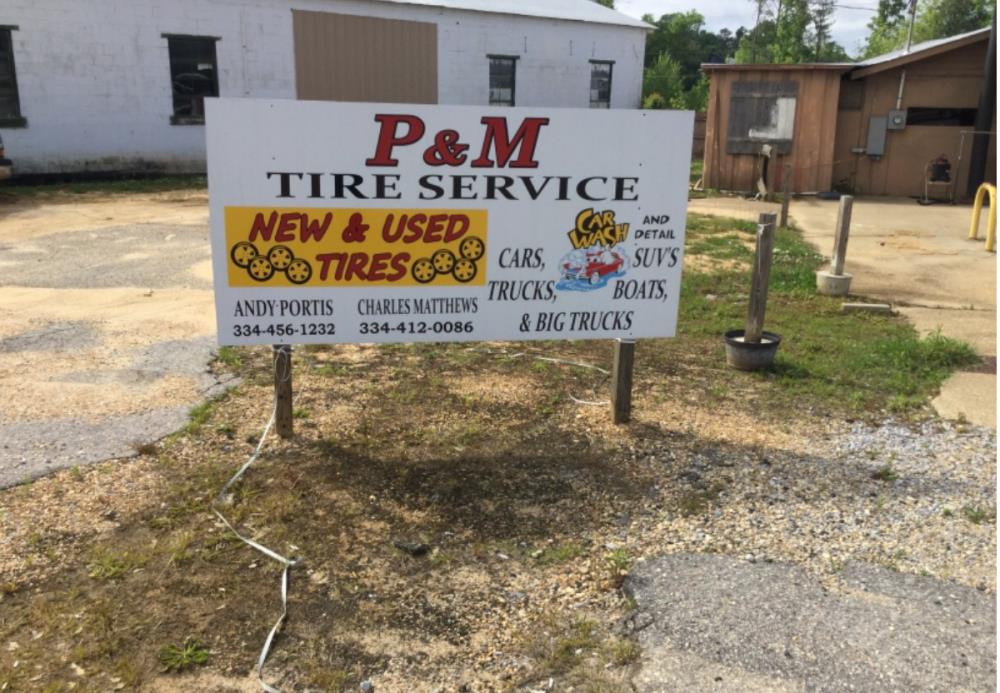 P & M
TIRE SERVICE
NEW & USED
TIRES
ANDY PORTIS
334-456-1232
CHARLES MATTHEWS
334-412-0086
CAR
WASH
AND
DETAIL
CARS, SUV'S
TRUCKS, BOATS,
& BIG TRUCKS